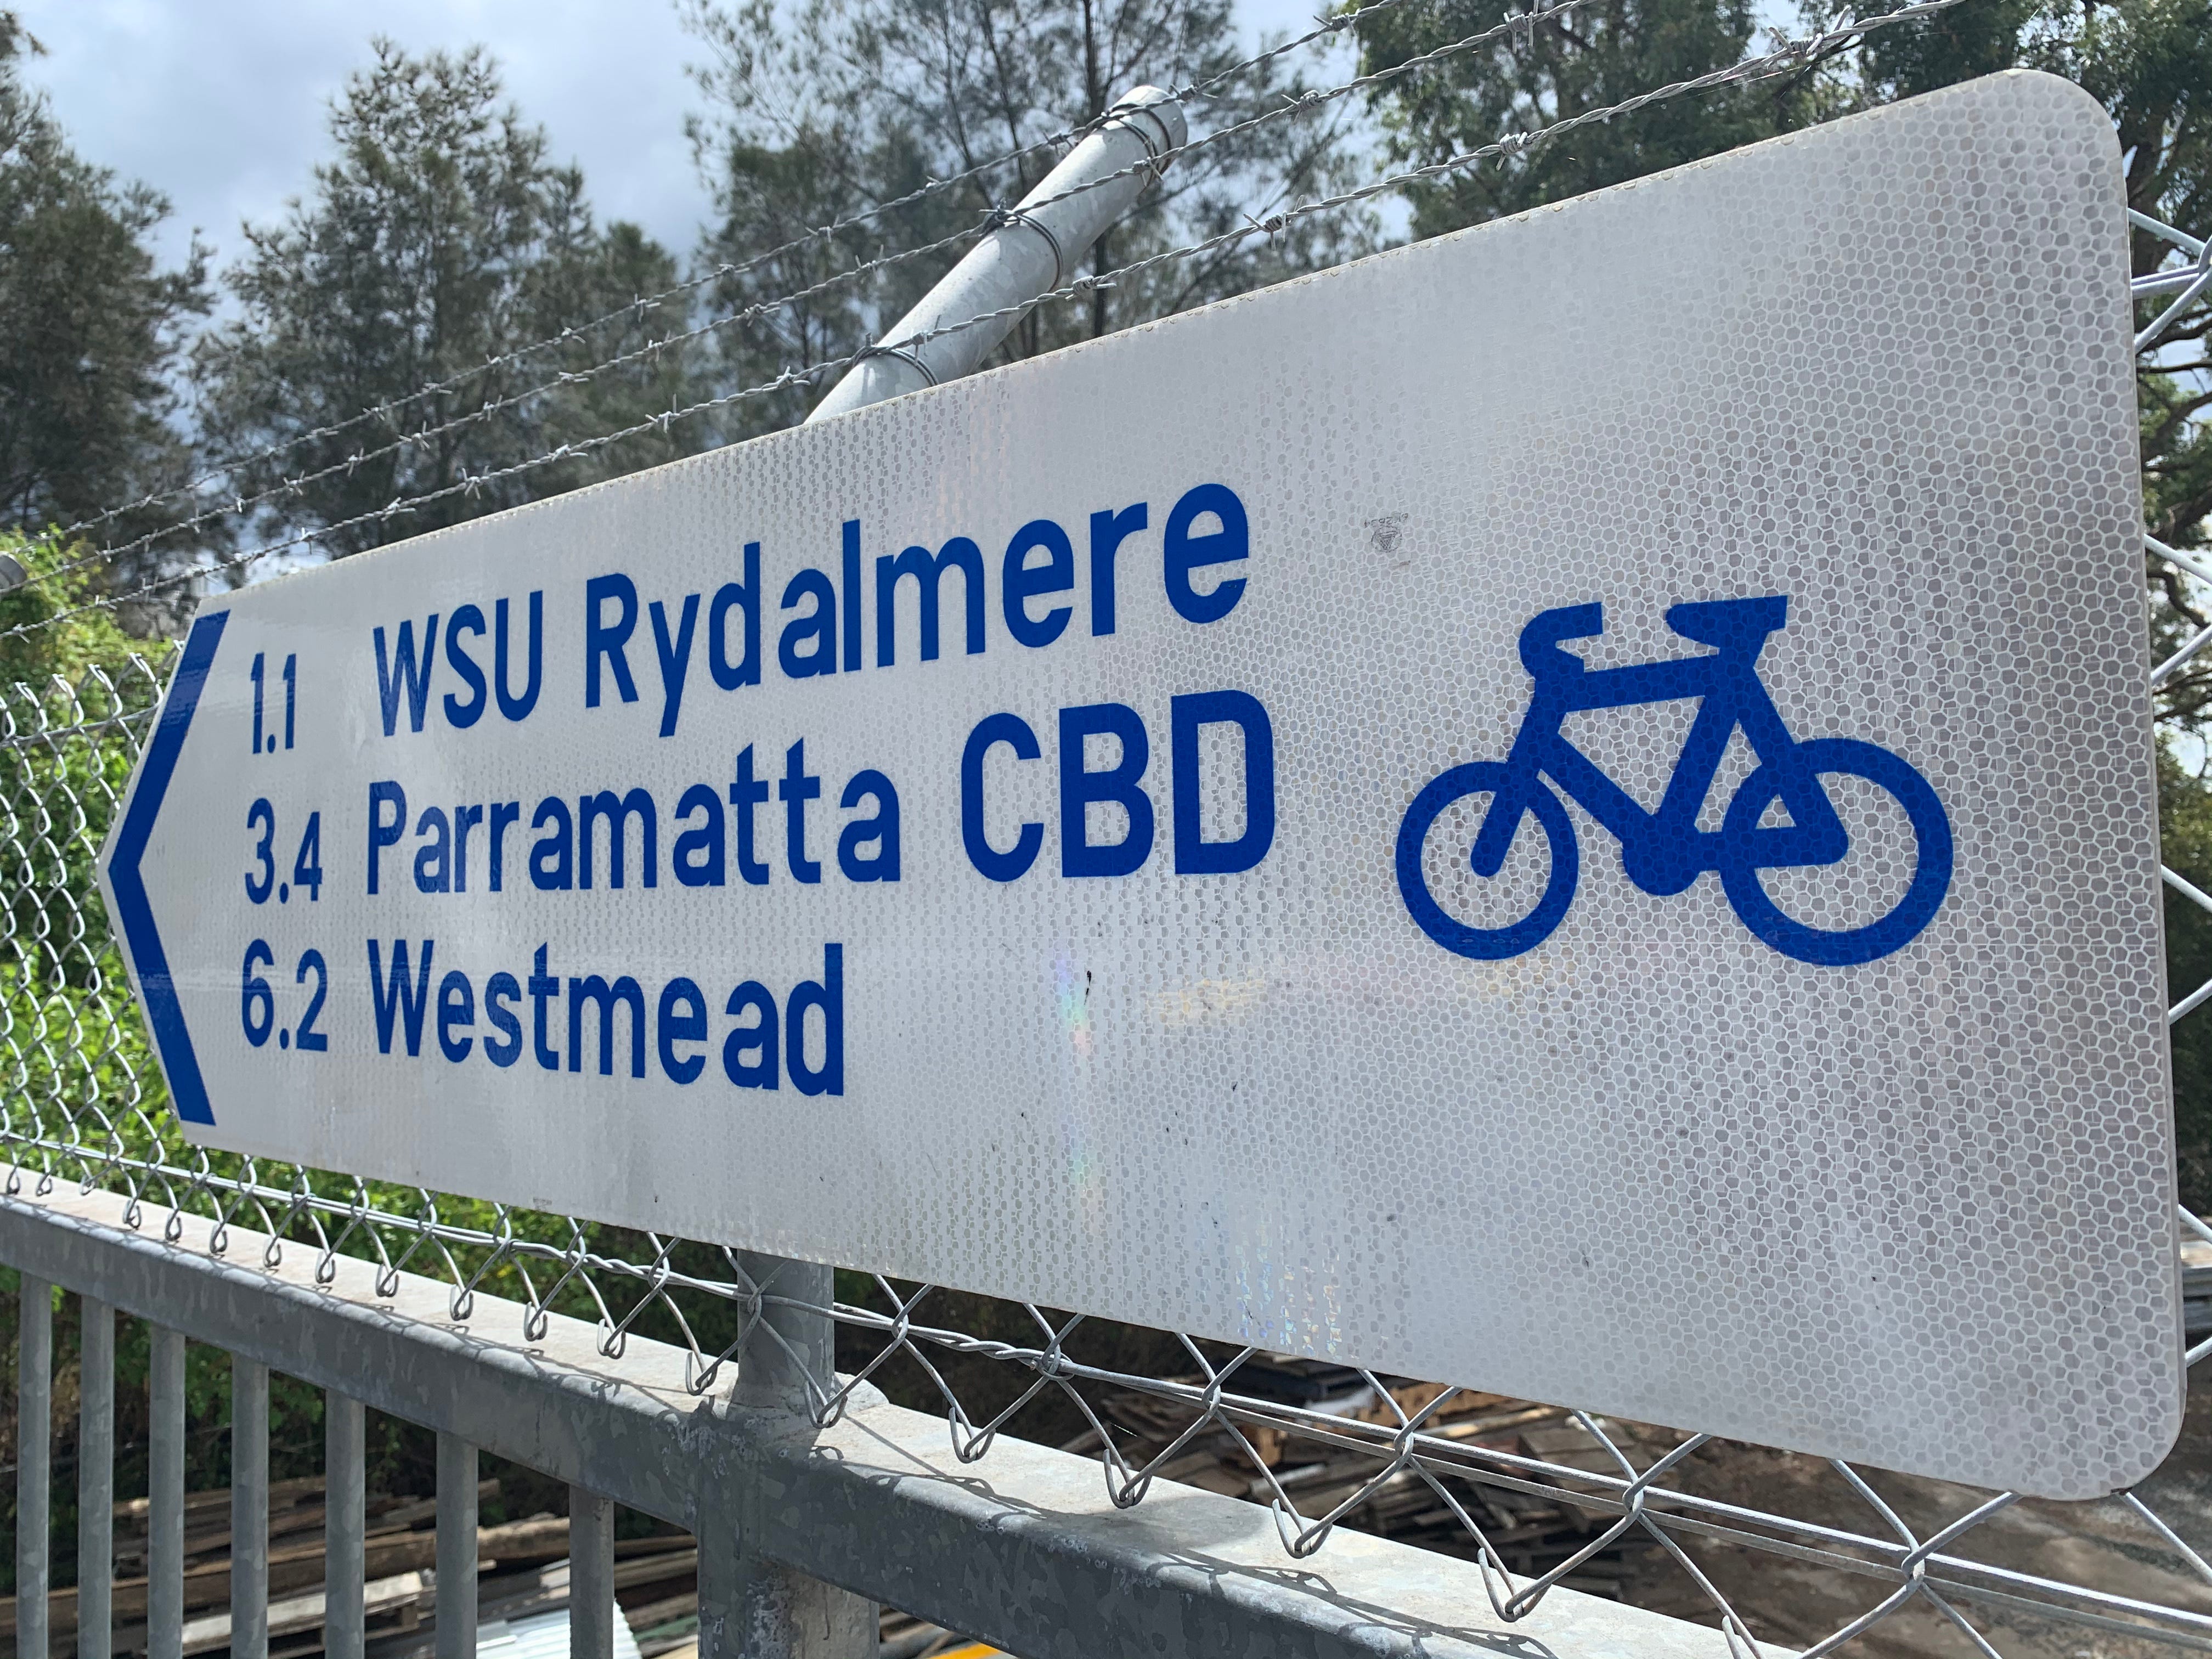 1.1 WSU Rydalmere
3.4 Parramatta CBD
6.2 Westmead